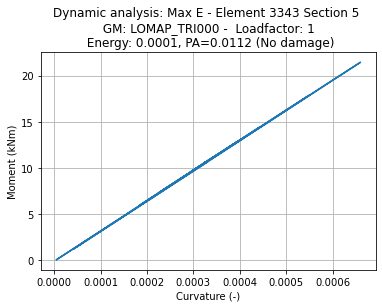 Dynamic analysis: Max E - Element 3343 Section 5
GM: LOMAP_TRI000 -  Loadfactor: 1
Energy: 0.0001, PA=0.0112 (No damage)
20
15
10
5
0
Moment (kNm)
0.0000 0.0001 0.0002 0.0003 0.0004 0.0005 0.0006
Curvature (-)